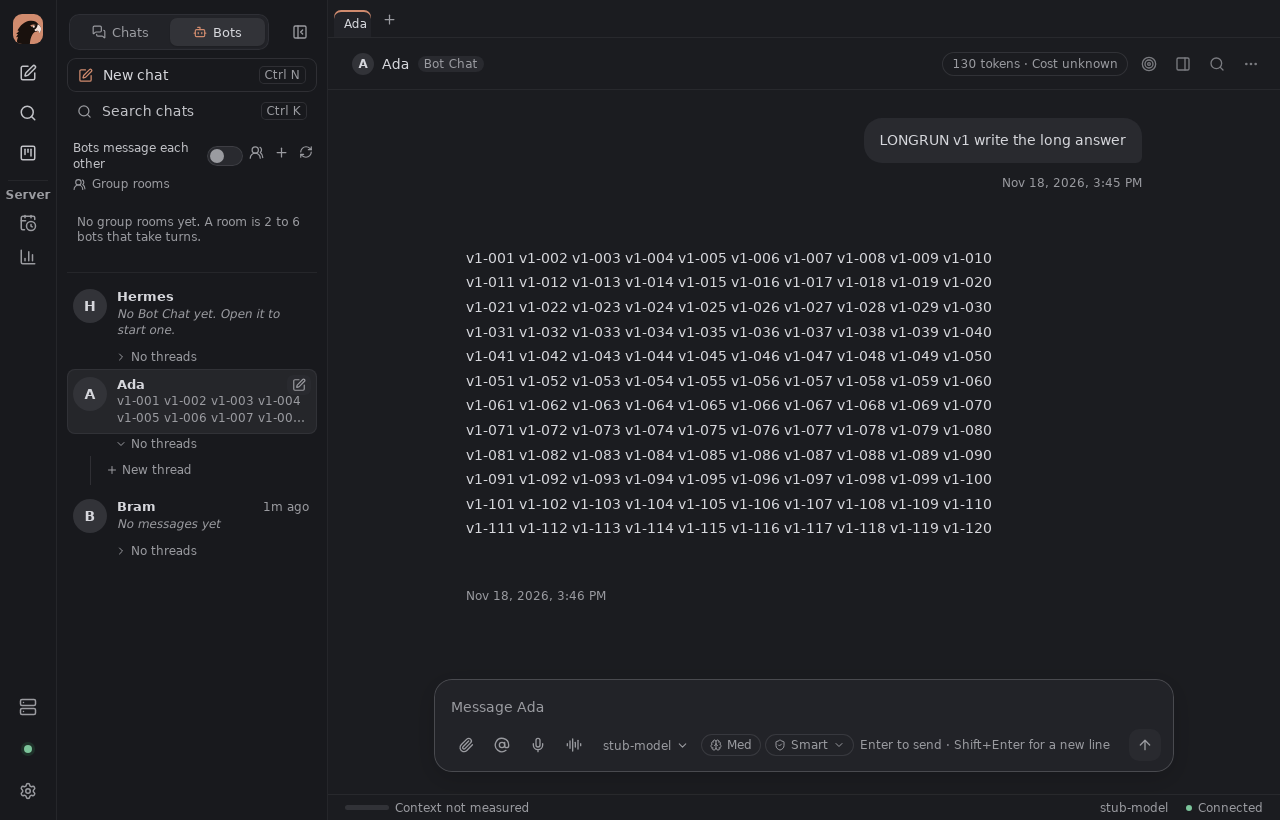 Chats
Bots
New chat
Ctrl N
Search chats
Ctrl K
Bots message each other
Group rooms
No group rooms yet. A room is 2 to 6
bots that take turns.
Server
H
Hermes
No Bot Chat yet. Open it to
start one.
No threads
A
Ada
v1-001 v1-002 v1-003 v1-004
v1-005 v1-006 v1-007 v1-00…
No threads
New thread
B
Bram
1m ago
No messages yet
No threads
Ada
A
Ada
Bot Chat
130 tokens · Cost unknown
LONGRUN v1 write the long answer
Nov 18, 2026, 3:45 PM
v1-001 v1-002 v1-003 v1-004 v1-005 v1-006 v1-007 v1-008 v1-009 v1-010
v1-011 v1-012 v1-013 v1-014 v1-015 v1-016 v1-017 v1-018 v1-019 v1-020
v1-021 v1-022 v1-023 v1-024 v1-025 v1-026 v1-027 v1-028 v1-029 v1-030
v1-031 v1-032 v1-033 v1-034 v1-035 v1-036 v1-037 v1-038 v1-039 v1-040
v1-041 v1-042 v1-043 v1-044 v1-045 v1-046 v1-047 v1-048 v1-049 v1-050
v1-051 v1-052 v1-053 v1-054 v1-055 v1-056 v1-057 v1-058 v1-059 v1-060
v1-061 v1-062 v1-063 v1-064 v1-065 v1-066 v1-067 v1-068 v1-069 v1-070
v1-071 v1-072 v1-073 v1-074 v1-075 v1-076 v1-077 v1-078 v1-079 v1-080
v1-081 v1-082 v1-083 v1-084 v1-085 v1-086 v1-087 v1-088 v1-089 v1-090
v1-091 v1-092 v1-093 v1-094 v1-095 v1-096 v1-097 v1-098 v1-099 v1-100
v1-101 v1-102 v1-103 v1-104 v1-105 v1-106 v1-107 v1-108 v1-109 v1-110
v1-111 v1-112 v1-113 v1-114 v1-115 v1-116 v1-117 v1-118 v1-119 v1-120
Nov 18, 2026, 3:46 PM
Message Ada
stub-model
Med
Smart
Enter to send · Shift+Enter for a new line
Context not measured
stub-model
Connected